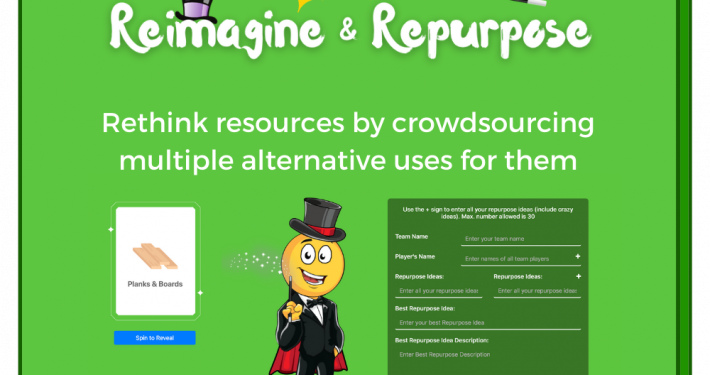 Reimagine & Repurpose
Rethink resources by crowdsourcing
multiple alternative uses for them
Planks & Boards
Spin to Reveal
Use the + sign to enter all your repurpose ideas (include crazy
ideas). Max. number allowed is 30
Team Name
Enter your team name
Player's Name
Enter names of all team players
+
Repurpose Ideas:
Repurpose Ideas:
+
Enter all your repurpose ideas
Enter all your repurpose ideas
Best Repurpose Idea:
Enter your best Repurpose idea
Best Repurpose Idea Description:
Enter Best Repurpose Description